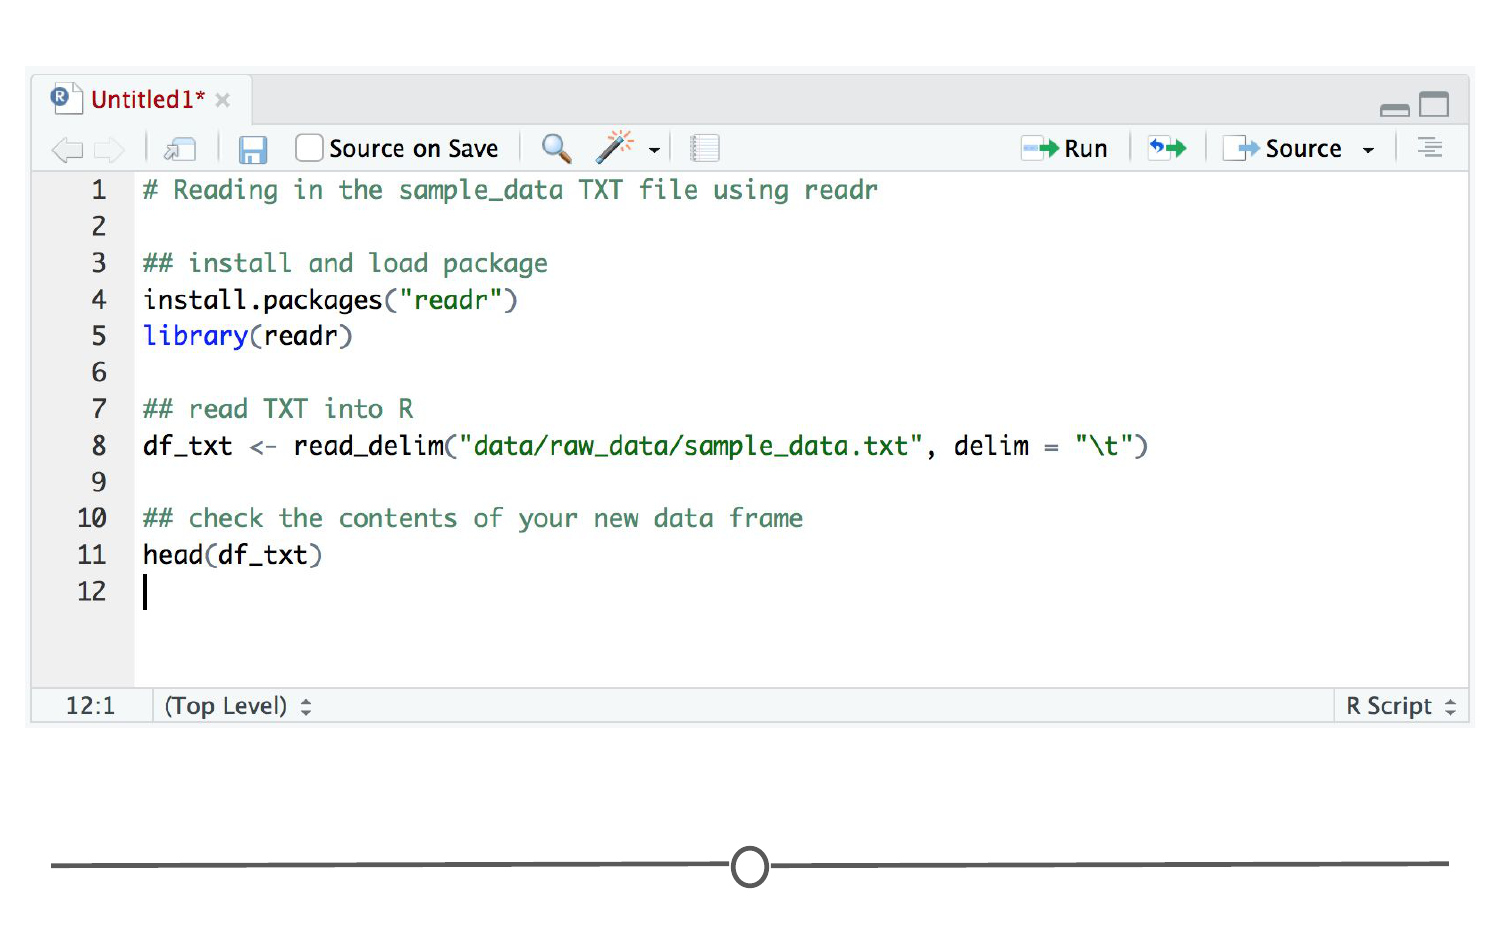 Untitled1*
Source on Save Run Source
1 # Reading in the sample_data TXT file using readr
2
3 ## install and load package
4 install.packages("readr")
5 library(readr)
6
7 ## read TXT into R
8 df_txt <- read_delim("data/raw_data/sample_data.txt", delim = "\t")
9
10 ## check the contents of your new data frame
11 head(df_txt)
12
12:1 (Top Level) R Script